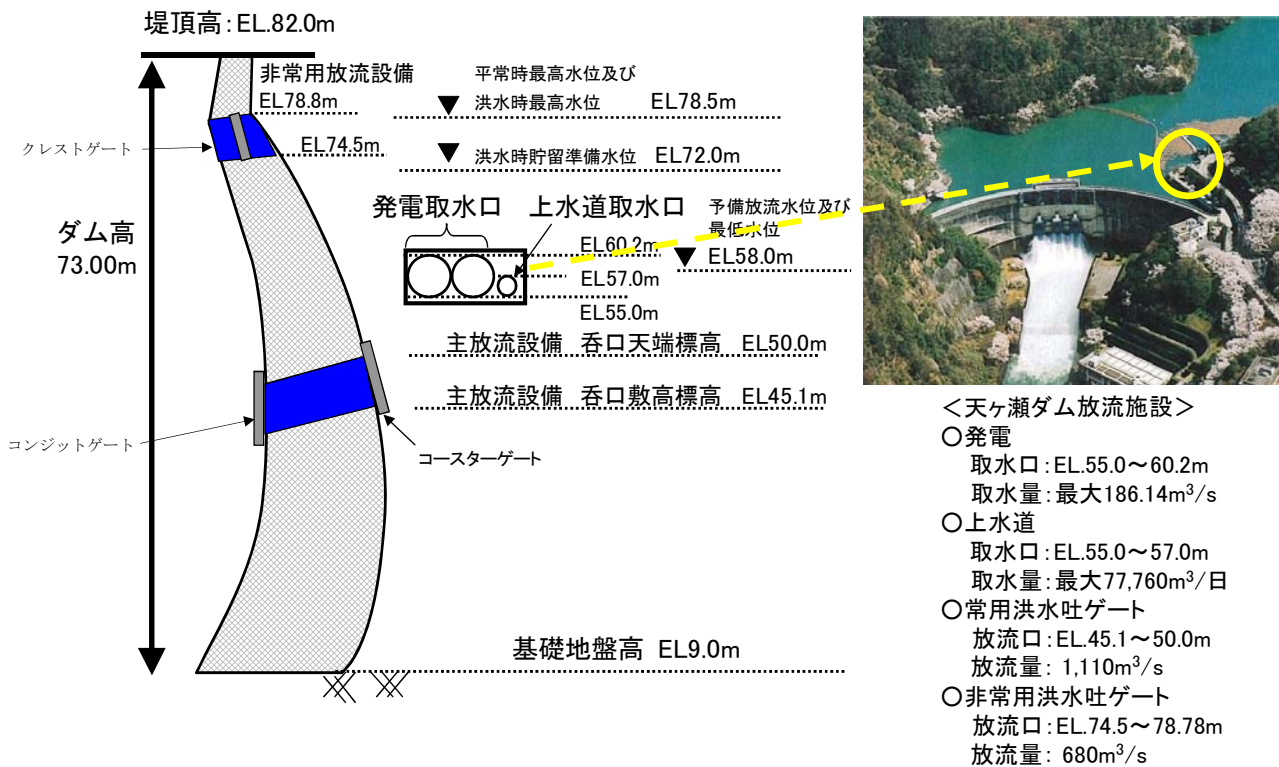 堤頂高：EL.82.0m
非常用放流設備
EL78.8m
平常時最高水位及び
洪水時最高水位　EL78.5m
クレストゲート
EL74.5m
洪水時貯留準備水位　EL72.0m
ダム高
73.00m
発電取水口　上水道取水口
予備放流水位及び
最低水位
EL60.2m
EL58.0m
EL57.0m
EL55.0m
主放流設備　呑口天端標高　EL50.0m
主放流設備　呑口敷高標高　EL45.1m
コンジットゲート
コースターゲート
基礎地盤高　EL9.0m
＜天ヶ瀬ダム放流施設＞
○発電
取水口：EL.55.0～60.2m
取水量：最大186.14m³/s
○上水道
取水口：EL.55.0～57.0m
取水量：最大77,760m³/日
○常用洪水吐ゲート
放流口：EL.45.1～50.0m
放流量： 1,110m³/s
○非常用洪水吐ゲート
放流口：EL.74.5～78.78m
放流量： 680m³/s